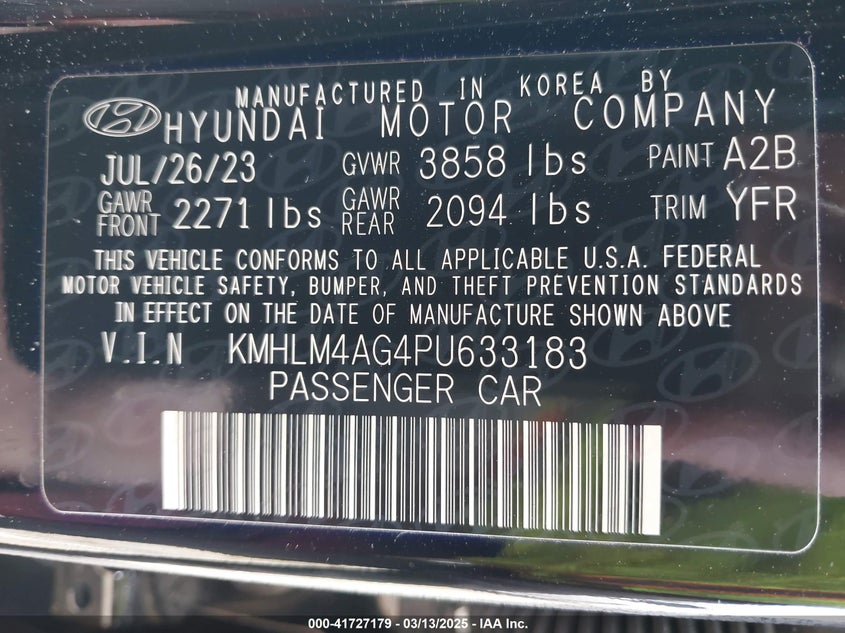 MANUFACTURED IN KOREA BY
HYUNDAI MOTOR COMPANY
JUL/26/23 GVWR 3858 lbs PAINT A2B
GAWR FRONT 2271 lbs GAWR REAR 2094 lbs TRIM YFR
THIS VEHICLE CONFORMS TO ALL APPLICABLE U.S.A. FEDERAL
MOTOR VEHICLE SAFETY, BUMPER, AND THEFT PREVENTION STANDARDS
IN EFFECT ON THE DATE OF MANUFACTURE SHOWN ABOVE
V.I.N KMHLM4AG4PU633183
PASSENGER CAR
000-41727179 - 03/13/2025 - IAA Inc.